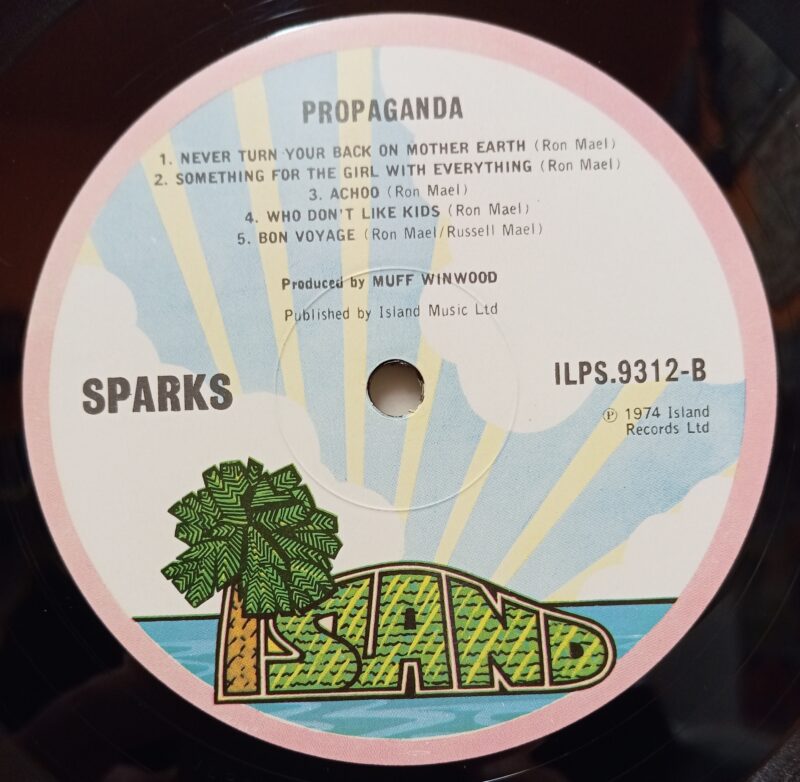 PROPAGANDA
1. NEVER TURN YOUR BACK ON MOTHER EARTH (Ron Mael)
2. SOMETHING FOR THE GIRL WITH EVERYTHING (Ron Mael)
3. ACHOO (Ron Mael)
4. WHO DON'T LIKE KIDS (Ron Mael)
5. BON VOYAGE (Ron Mael/Russell Mael)
Produced by MUFF WINWOOD
Published by Island Music Ltd
SPARKS
ILPS.9312-B
℗ 1974 Island
Records Ltd
ISLAND